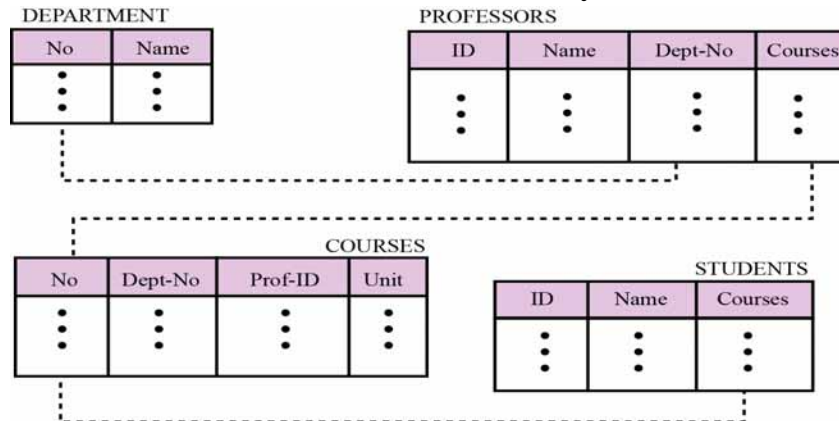 DEPARTMENT
No Name
PROFESSORS
ID Name Dept-No Courses
COURSES
No Dept-No Prof-ID Unit
STUDENTS
ID Name Courses